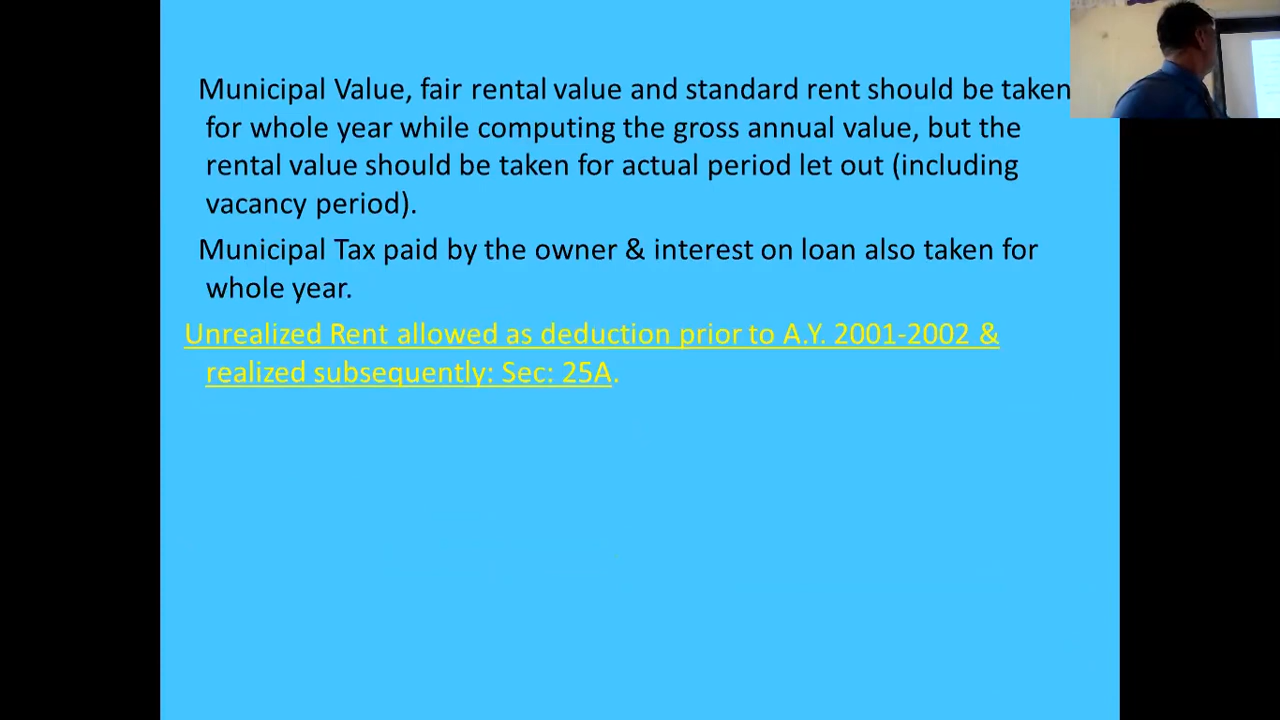 Municipal Value, fair rental value and standard rent should be taken
for whole year while computing the gross annual value, but the
rental value should be taken for actual period let out (including
vacancy period).
Municipal Tax paid by the owner & interest on loan also taken for
whole year.
Unrealized Rent allowed as deduction prior to A.Y. 2001-2002 &
realized subsequently: Sec: 25A.